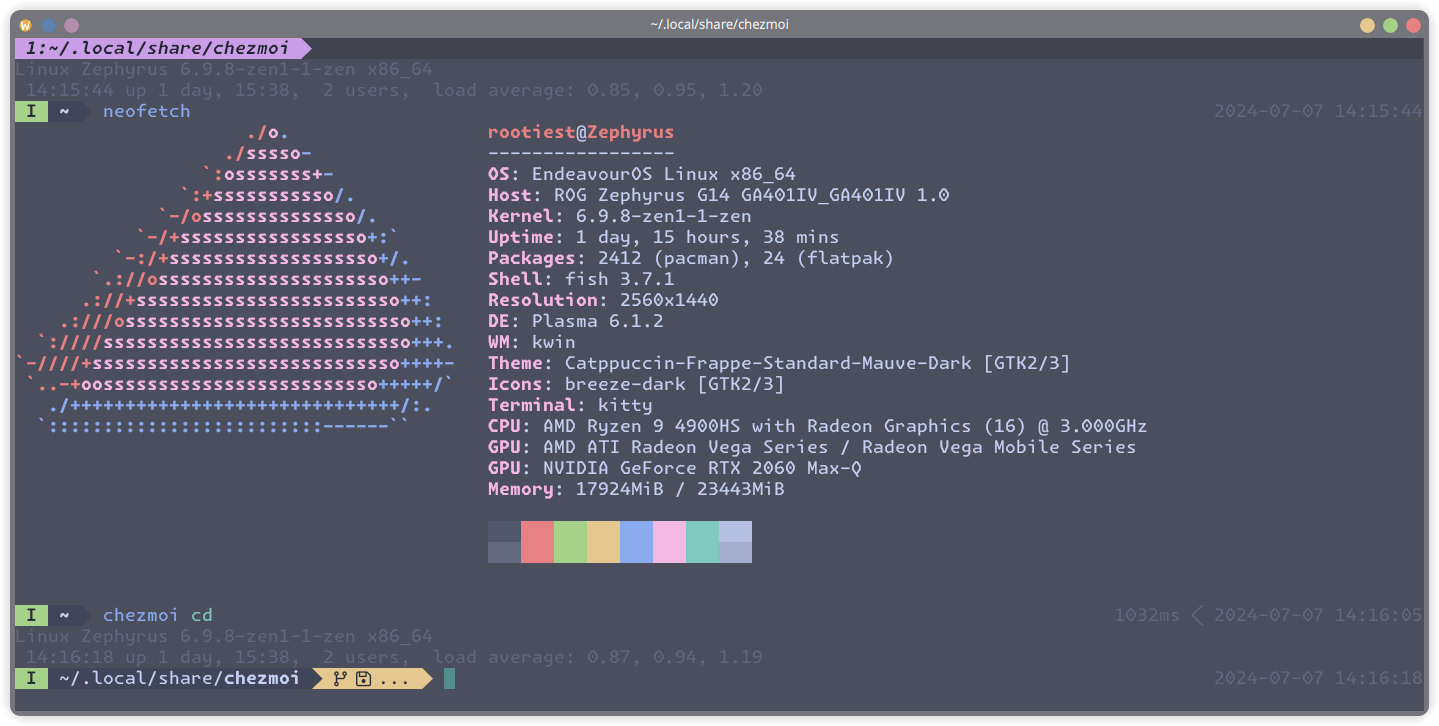 W
~/.local/share/chezmoi
1:~/.local/share/chezmoi
Linux Zephyrus 6.9.8-zen1-1-zen x86_64
14:15:44 up 1 day, 15:38,  2 users,  load average: 0.85, 0.95, 1.20
I ~ neofetch 2024-07-07 14:15:44
./o. rootiest@Zephyrus
./sssso- -----------------
`:osssssss+- OS: EndeavourOS Linux x86_64
`:+sssssssssso/. Host: ROG Zephyrus G14 GA401IV_GA401IV 1.0
`-/ossssssssssssso/. Kernel: 6.9.8-zen1-1-zen
`-/+sssssssssssssssso+:` Uptime: 1 day, 15 hours, 38 mins
`-:/+sssssssssssssssssso+/. Packages: 2412 (pacman), 24 (flatpak)
`.://osssssssssssssssssssso++- Shell: fish 3.7.1
.://+ssssssssssssssssssssssso++: Resolution: 2560x1440
.:///ossssssssssssssssssssssssso++: DE: Plasma 6.1.2
`:////ssssssssssssssssssssssssssso+++. WM: kwin
`-////+ssssssssssssssssssssssssssso++++- Theme: Catppuccin-Frappe-Standard-Mauve-Dark [GTK2/3]
`..-+oosssssssssssssssssssssssso+++++/` Icons: breeze-dark [GTK2/3]
./++++++++++++++++++++++++++++++/:. Terminal: kitty
`:::::::::::::::::::::::::------`` CPU: AMD Ryzen 9 4900HS with Radeon Graphics (16) @ 3.000GHz
GPU: AMD ATI Radeon Vega Series / Radeon Vega Mobile Series
GPU: NVIDIA GeForce RTX 2060 Max-Q
Memory: 17924MiB / 23443MiB
I ~ chezmoi cd 1032ms 2024-07-07 14:16:05
Linux Zephyrus 6.9.8-zen1-1-zen x86_64
14:16:18 up 1 day, 15:38,  2 users,  load average: 0.87, 0.94, 1.19
I ~/.local/share/chezmoi ... 2024-07-07 14:16:18